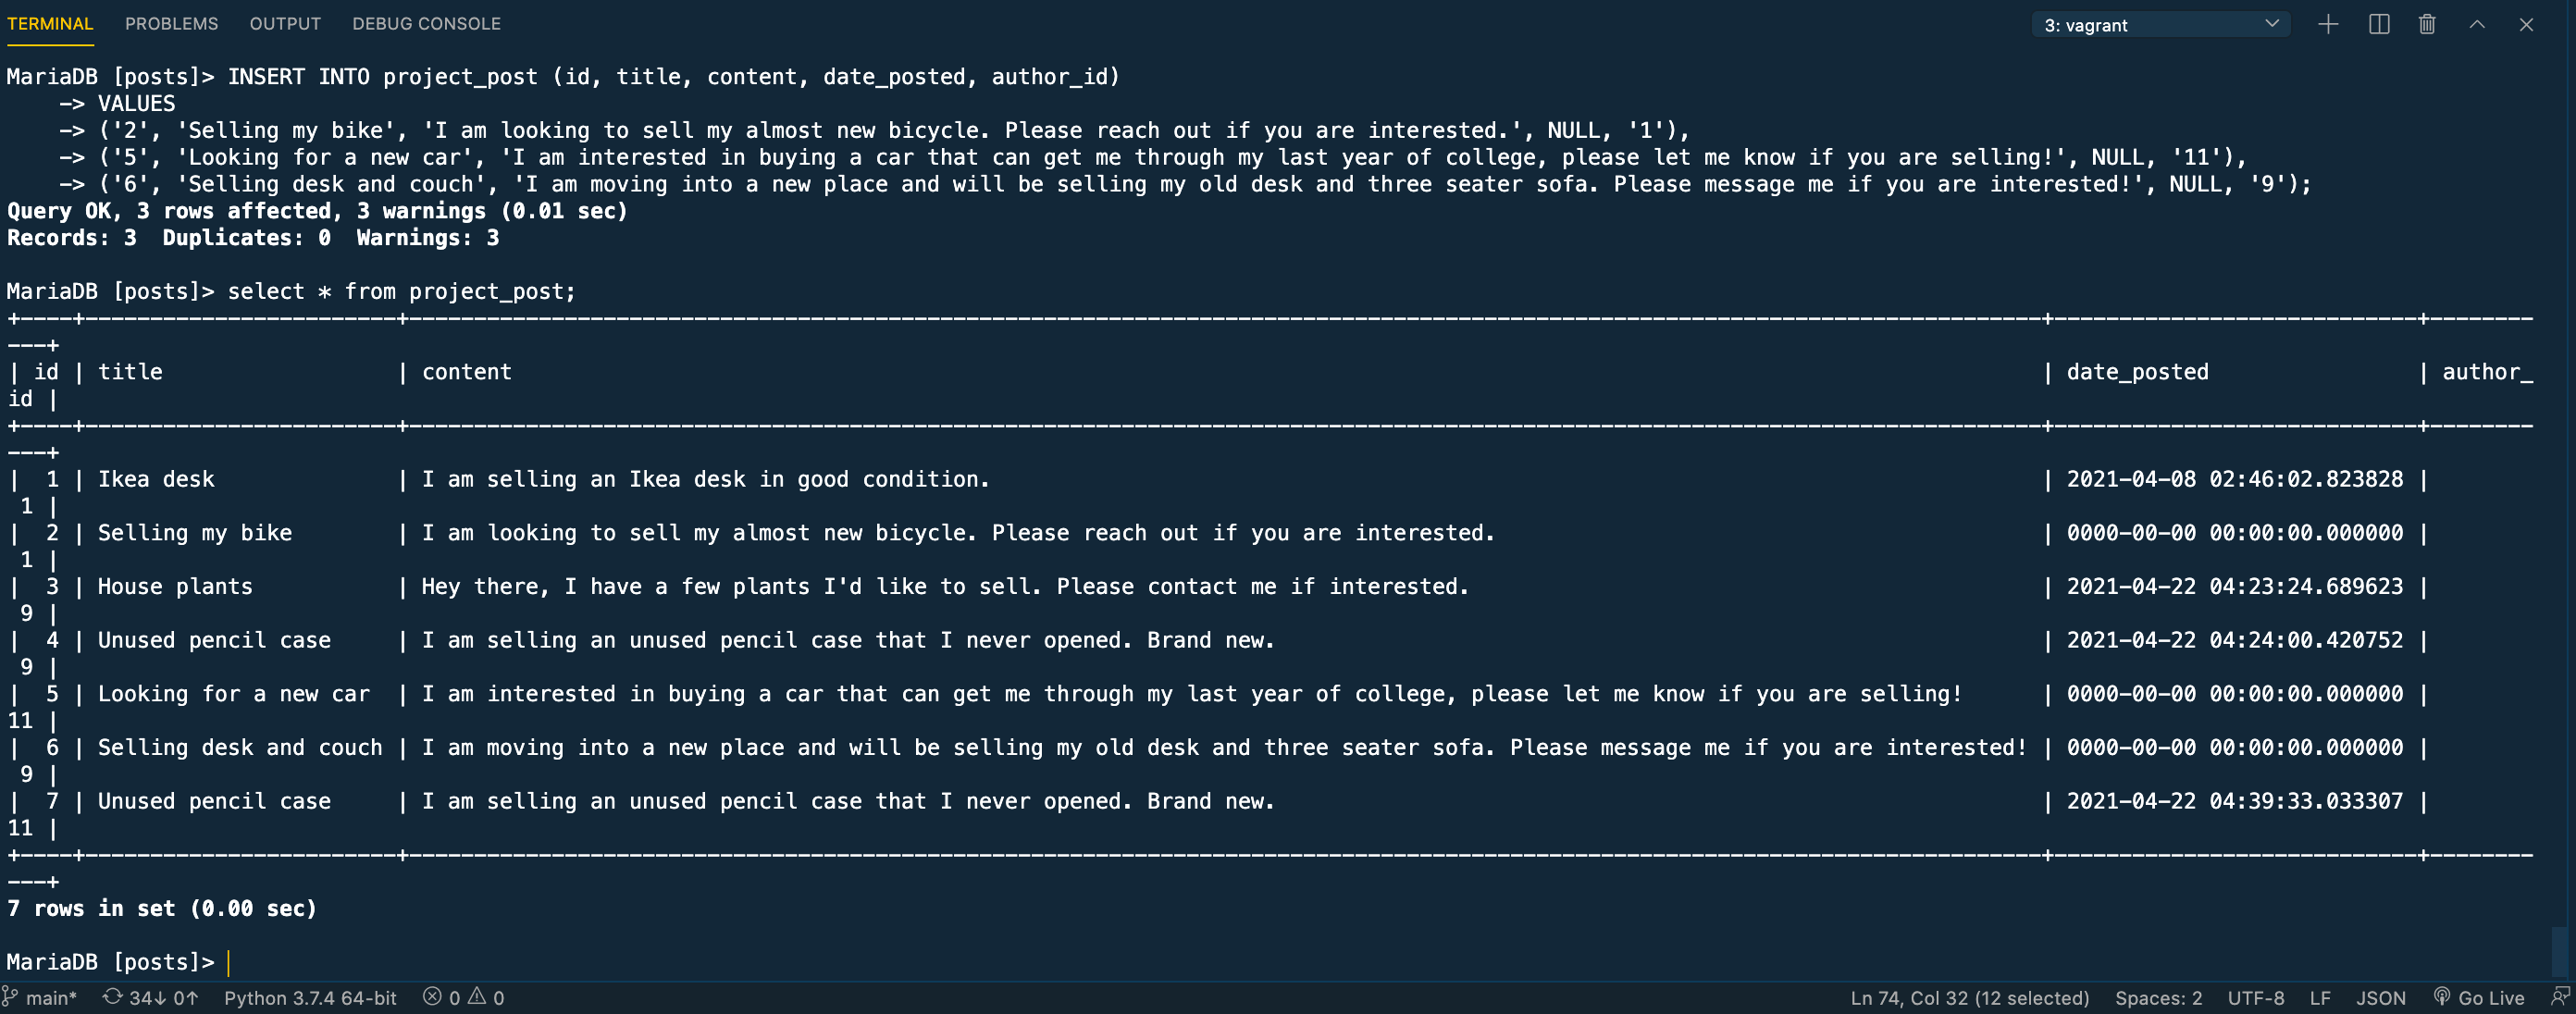 TERMINAL PROBLEMS OUTPUT DEBUG CONSOLE 3: vagrant
MariaDB [posts]> INSERT INTO project_post (id, title, content, date_posted, author_id)
    -> VALUES
    -> ('2', 'Selling my bike', 'I am looking to sell my almost new bicycle. Please reach out if you are interested.', NULL, '1'),
    -> ('5', 'Looking for a new car', 'I am interested in buying a car that can get me through my last year of college, please let me know if you are selling!', NULL, '11'),
    -> ('6', 'Selling desk and couch', 'I am moving into a new place and will be selling my old desk and three seater sofa. Please message me if you are interested!', NULL, '9');
Query OK, 3 rows affected, 3 warnings (0.01 sec)
Records: 3  Duplicates: 0  Warnings: 3
MariaDB [posts]> select * from project_post;
+----+------------------------+------------------------------------------------------------------------------------------------------------------------------+----------------------------+--------
---+
| id | title                  | content                                                                                                                      | date_posted                | author_
id |
+----+------------------------+------------------------------------------------------------------------------------------------------------------------------+----------------------------+--------
---+
|  1 | Ikea desk              | I am selling an Ikea desk in good condition.                                                                                 | 2021-04-08 02:46:02.823828 |
 1 |
|  2 | Selling my bike        | I am looking to sell my almost new bicycle. Please reach out if you are interested.                                          | 0000-00-00 00:00:00.000000 |
 1 |
|  3 | House plants           | Hey there, I have a few plants I'd like to sell. Please contact me if interested.                                            | 2021-04-22 04:23:24.689623 |
 9 |
|  4 | Unused pencil case     | I am selling an unused pencil case that I never opened. Brand new.                                                           | 2021-04-22 04:24:00.420752 |
 9 |
|  5 | Looking for a new car  | I am interested in buying a car that can get me through my last year of college, please let me know if you are selling!      | 0000-00-00 00:00:00.000000 |
11 |
|  6 | Selling desk and couch | I am moving into a new place and will be selling my old desk and three seater sofa. Please message me if you are interested! | 0000-00-00 00:00:00.000000 |
 9 |
|  7 | Unused pencil case     | I am selling an unused pencil case that I never opened. Brand new.                                                           | 2021-04-22 04:39:33.033307 |
11 |
+----+------------------------+------------------------------------------------------------------------------------------------------------------------------+----------------------------+--------
---+
7 rows in set (0.00 sec)
MariaDB [posts]>
main* 34↓ 0↑ Python 3.7.4 64-bit 0 0 Ln 74, Col 32 (12 selected) Spaces: 2 UTF-8 LF JSON Go Live